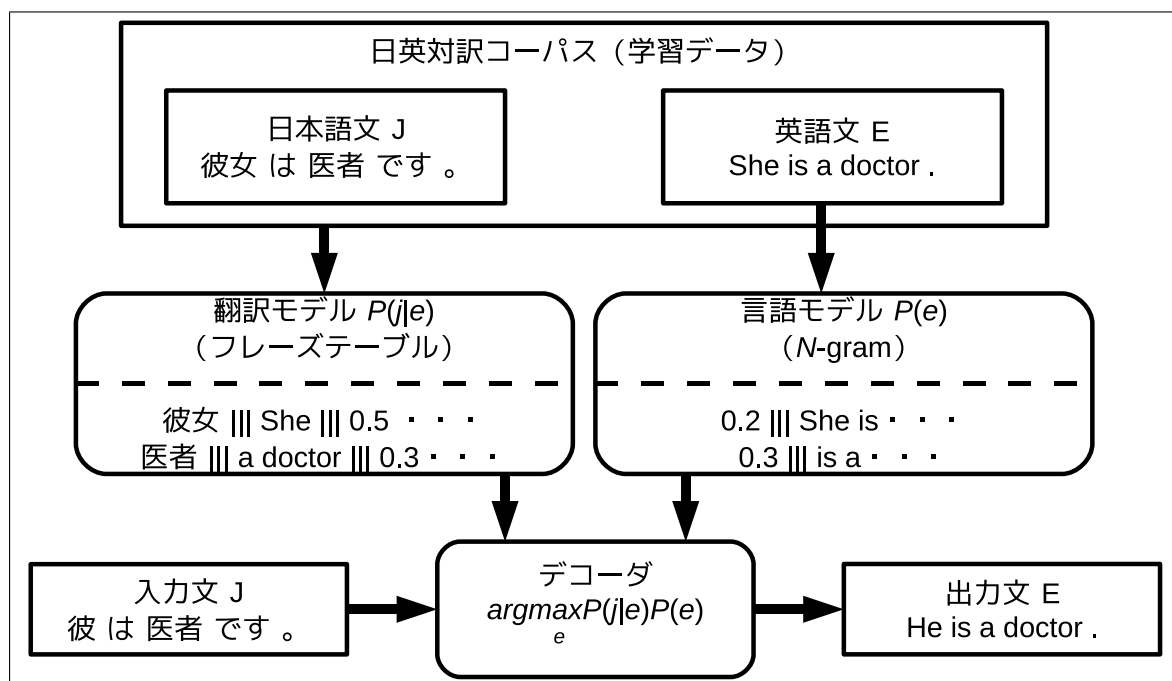 日英対訳コーパス（学習データ）
日本語文 J
彼女 は 医者 です 。
英語文 E
She is a doctor .
翻訳モデル P(j|e)
（フレーズテーブル）
彼女 ||| She ||| 0.5 ・ ・ ・
医者 ||| a doctor ||| 0.3 ・ ・ ・
言語モデル P(e)
（N-gram）
0.2 ||| She is ・ ・ ・
0.3 ||| is a ・ ・ ・
入力文 J
彼 は 医者 です 。
デコーダ
argmaxP(j|e)P(e)
e
出力文 E
He is a doctor .